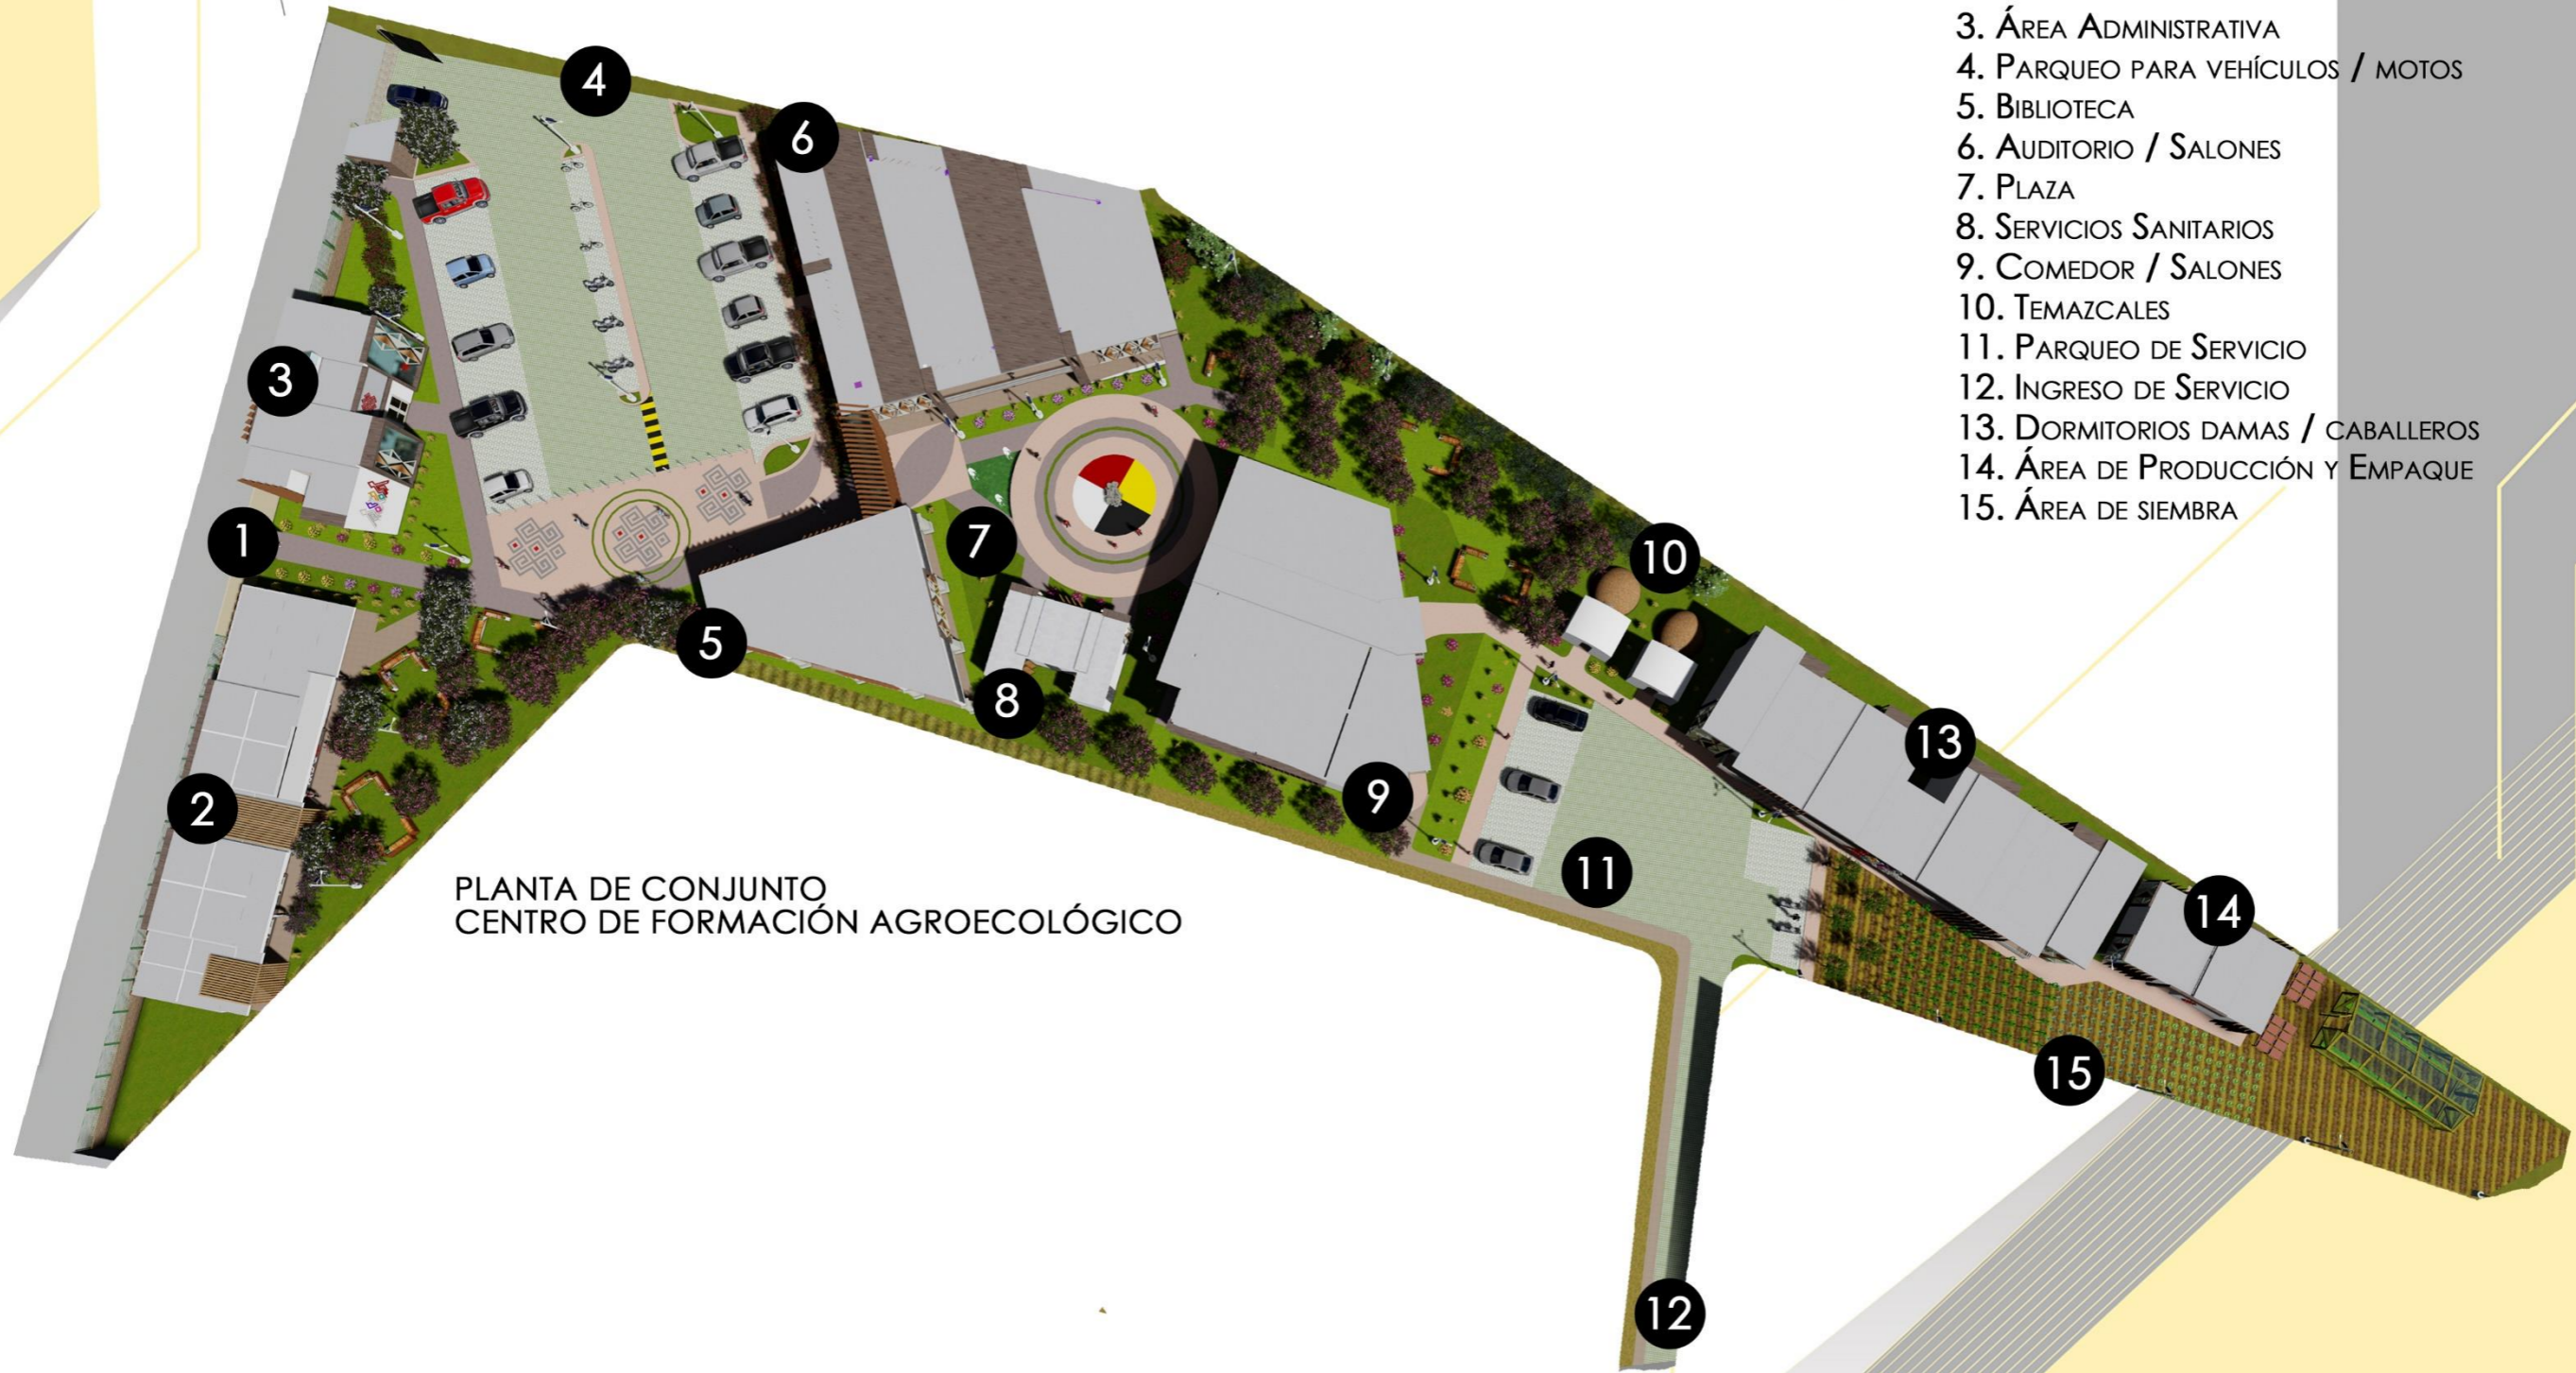 3. ÁREA ADMINISTRATIVA
4. PARQUEO PARA VEHÍCULOS / MOTOS
5. BIBLIOTECA
6. AUDITORIO / SALONES
7. PLAZA
8. SERVICIOS SANITARIOS
9. COMEDOR / SALONES
10. TEMAZCALES
11. PARQUEO DE SERVICIO
12. INGRESO DE SERVICIO
13. DORMITORIOS DAMAS / CABALLEROS
14. ÁREA DE PRODUCCIÓN Y EMPAQUE
15. ÁREA DE SIEMBRA
4
6
3
1
7
10
5
8
13
2
9
11
14
PLANTA DE CONJUNTO
CENTRO DE FORMACIÓN AGROECOLÓGICO
15
12